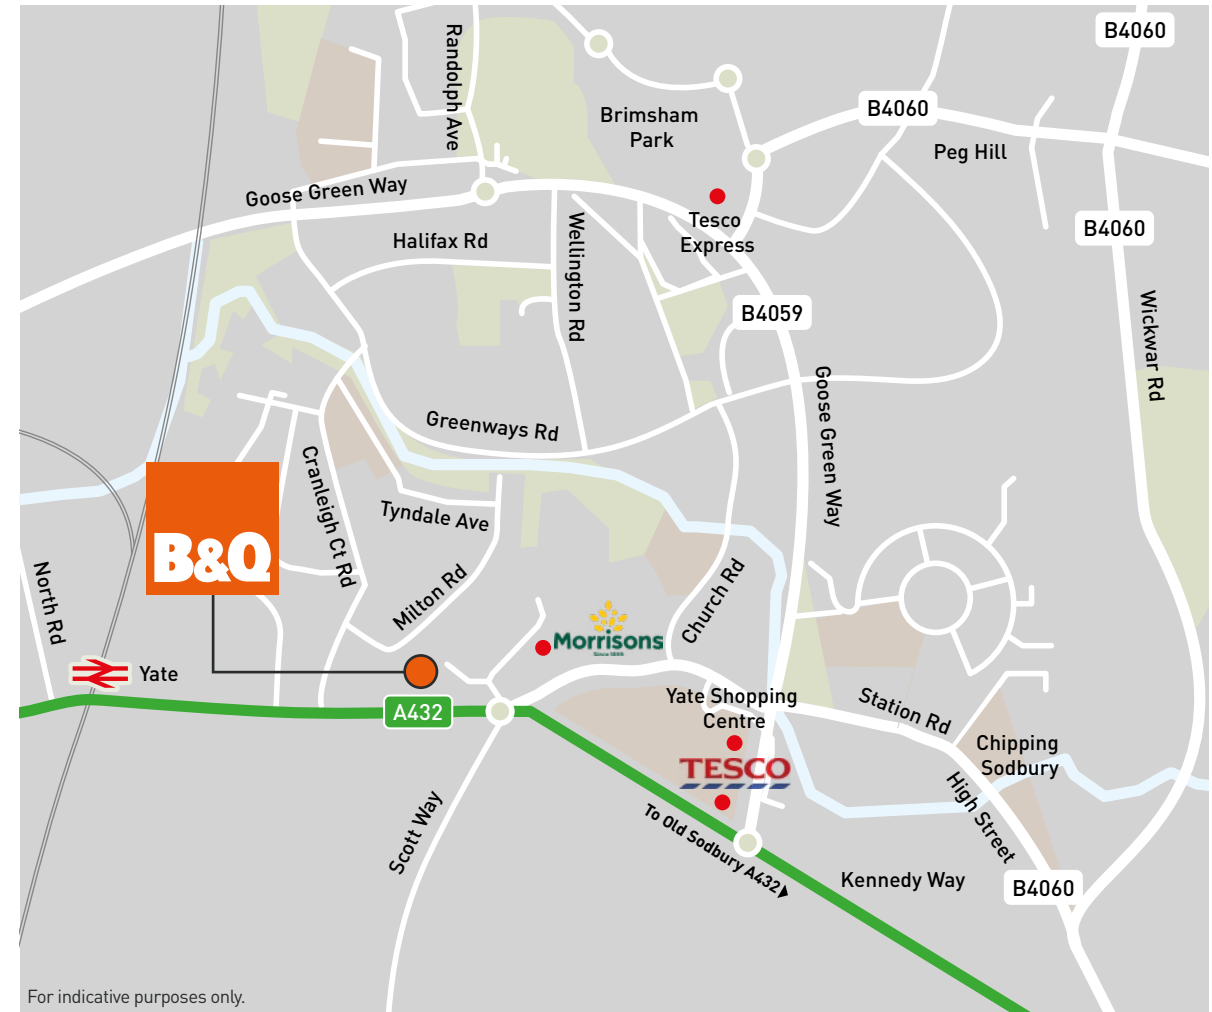 B4060
Randolph Ave
Brimsham
Park
B4060
Peg Hill
Goose Green Way
Tesco
Express
B4060
Halifax Rd
Wellington Rd
B4059
Wickwar Rd
Goose Green Way
Greenways Rd
Cranleigh Ct Rd
Tyndale Ave
B&Q
North Rd
Milton Rd
Church Rd
Morrisons
Since 1899
Yate
A432
Yate Shopping
Centre
Station Rd
Chipping
Sodbury
TESCO
High Street
Scott Way
To Old Sodbury A432
Kennedy Way
B4060
For indicative purposes only.